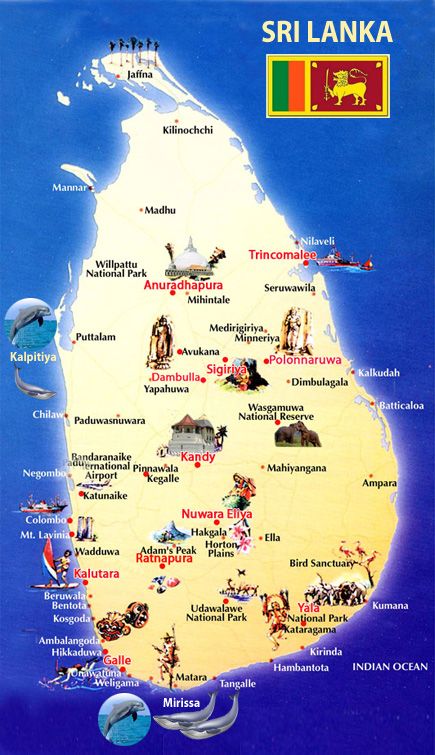 SRI LANKA
Jaffna
Kilinochchi
Mannar
Madhu
Nilaveli
Trincomalee
Willpattu
National Park
Anuradhapura
Mihintale
Seruwawila
Medirigiriya
Minneriya
Puttalam
Kalpitiya
Avukana
Sigiriya
Polonnaruwa
Dambulla
Yapahuwa
Dimbulagala
Kalkudah
Batticaloa
Chilaw
Paduwasnuwara
Wasgamuwa
National Reserve
Kandy
Bandaranaike
International
Airport
Negombo
Pinnawala
Kegalle
Mahiyangana
Ampara
Katunaike
Colombo
Mt. Lavinia
Nuwara Eliya
Hakgala
Horton
Plains
Ella
Wadduwa
Adam's Peak
Ratnapura
Bird Sanctuary
Kalutara
Beruwala
Bentota
Kosgoda
Udawalawe
National Park
Yala
National Park
Kataragama
Kumana
Ambalangoda
Hikkaduwa
Kirinda
Galle
Unawatuna
Weligama
Matara
Tangalle
Hambantota
INDIAN OCEAN
Mirissa